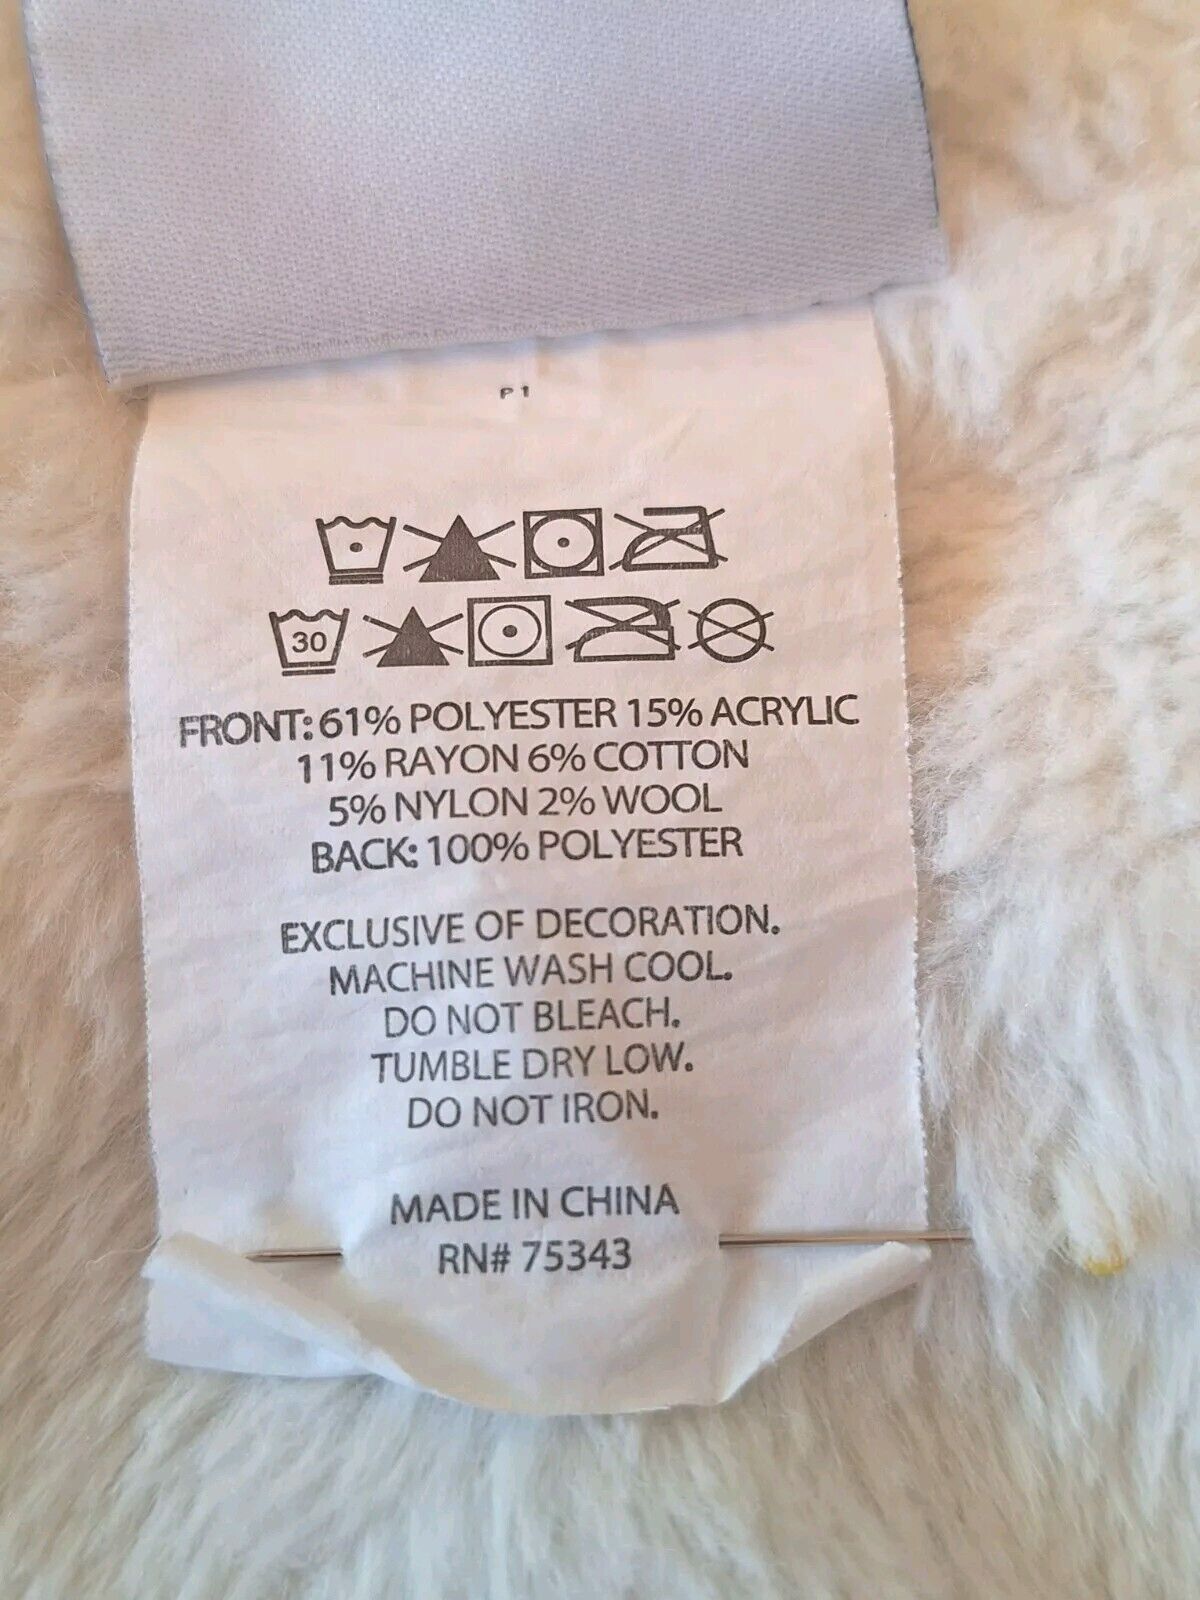 P 1
30
FRONT: 61% POLYESTER 15% ACRYLIC
11% RAYON 6% COTTON
5% NYLON 2% WOOL
BACK: 100% POLYESTER
EXCLUSIVE OF DECORATION.
MACHINE WASH COOL.
DO NOT BLEACH.
TUMBLE DRY LOW.
DO NOT IRON.
MADE IN CHINA
RN# 75343